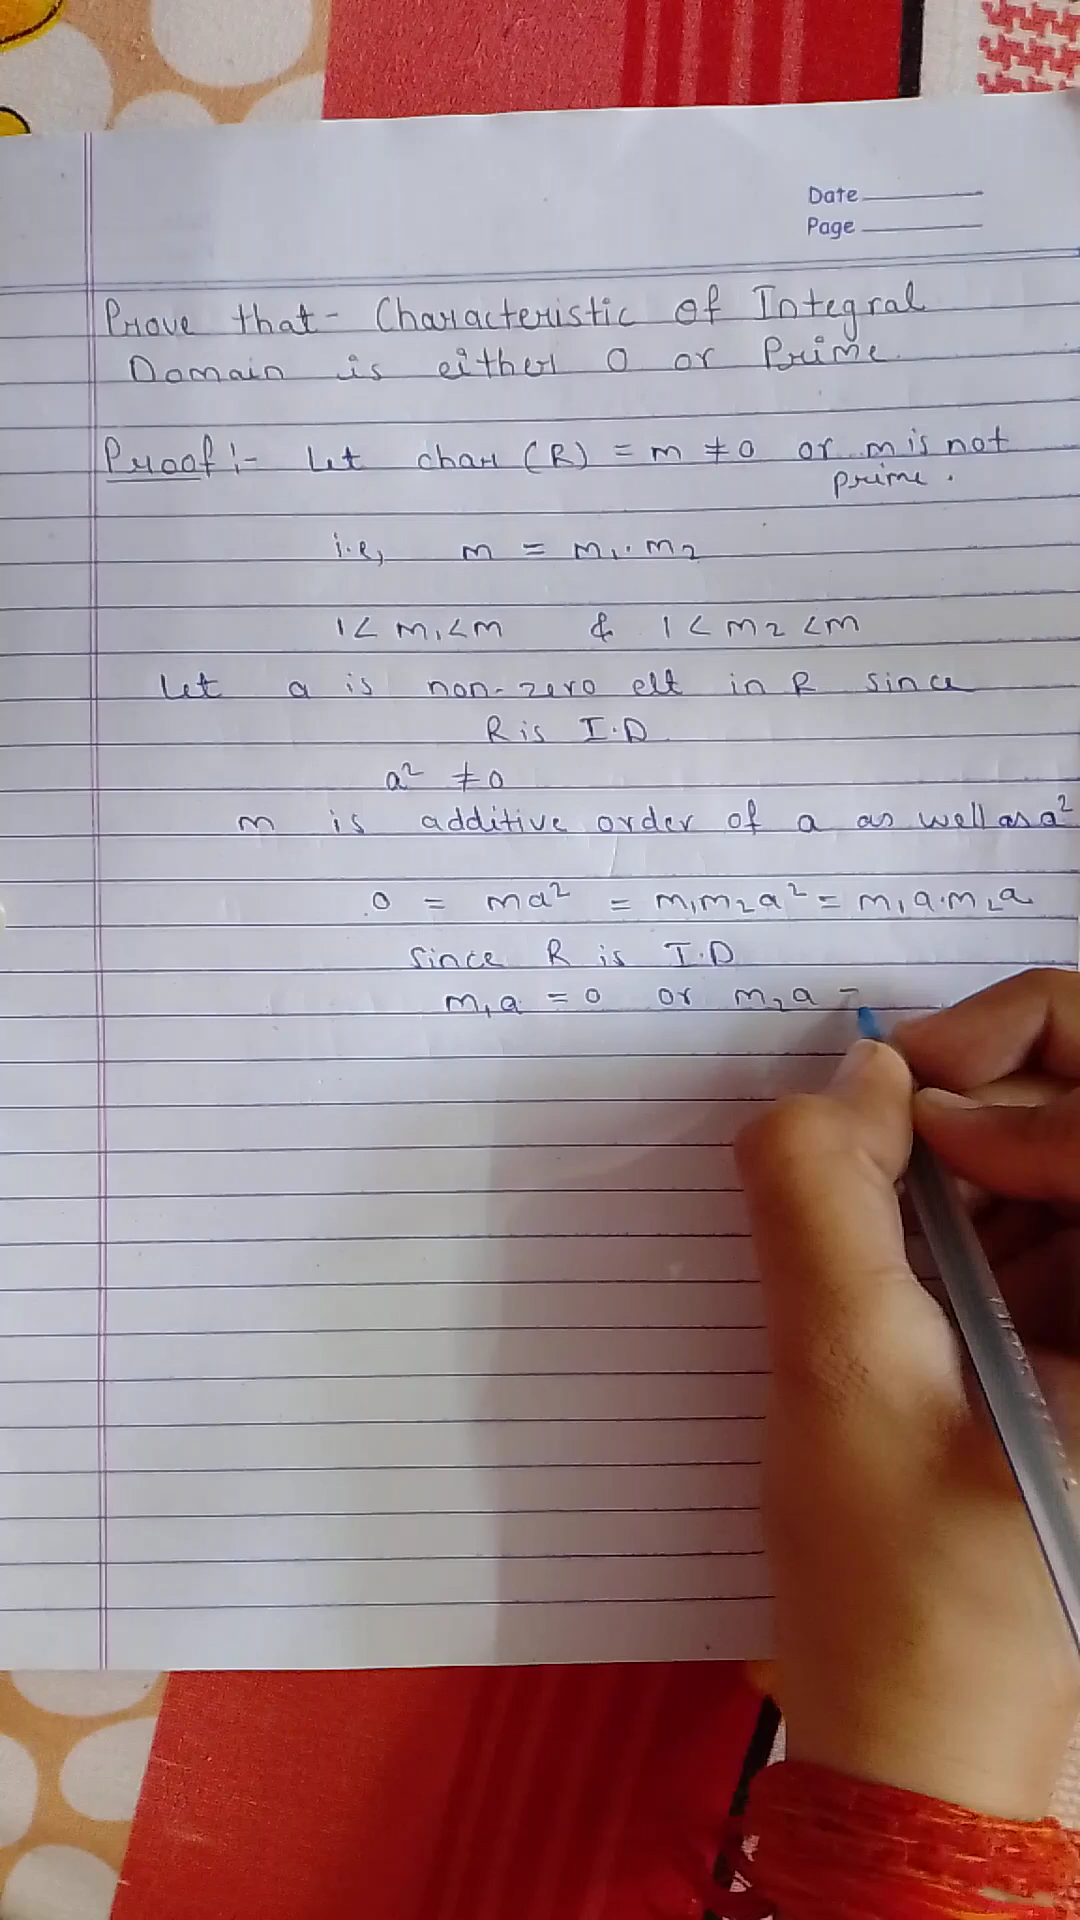 Date
Page
Prove that - Characteristic of Integral
Domain is either 0 or Prime.
Proof :- Let char (R) = m ≠ 0 or m is not
prime.
i.e, m = m₁.m₂
1 < m₁ < m & 1 < m₂ < m
Let a is non-zero elt in R since
R is I.D
a² ≠ 0
m is additive order of a as well as a²
0 = ma² = m₁m₂a² = m₁a.m₂a
Since R is I.D
m₁a = 0 or m₂a =